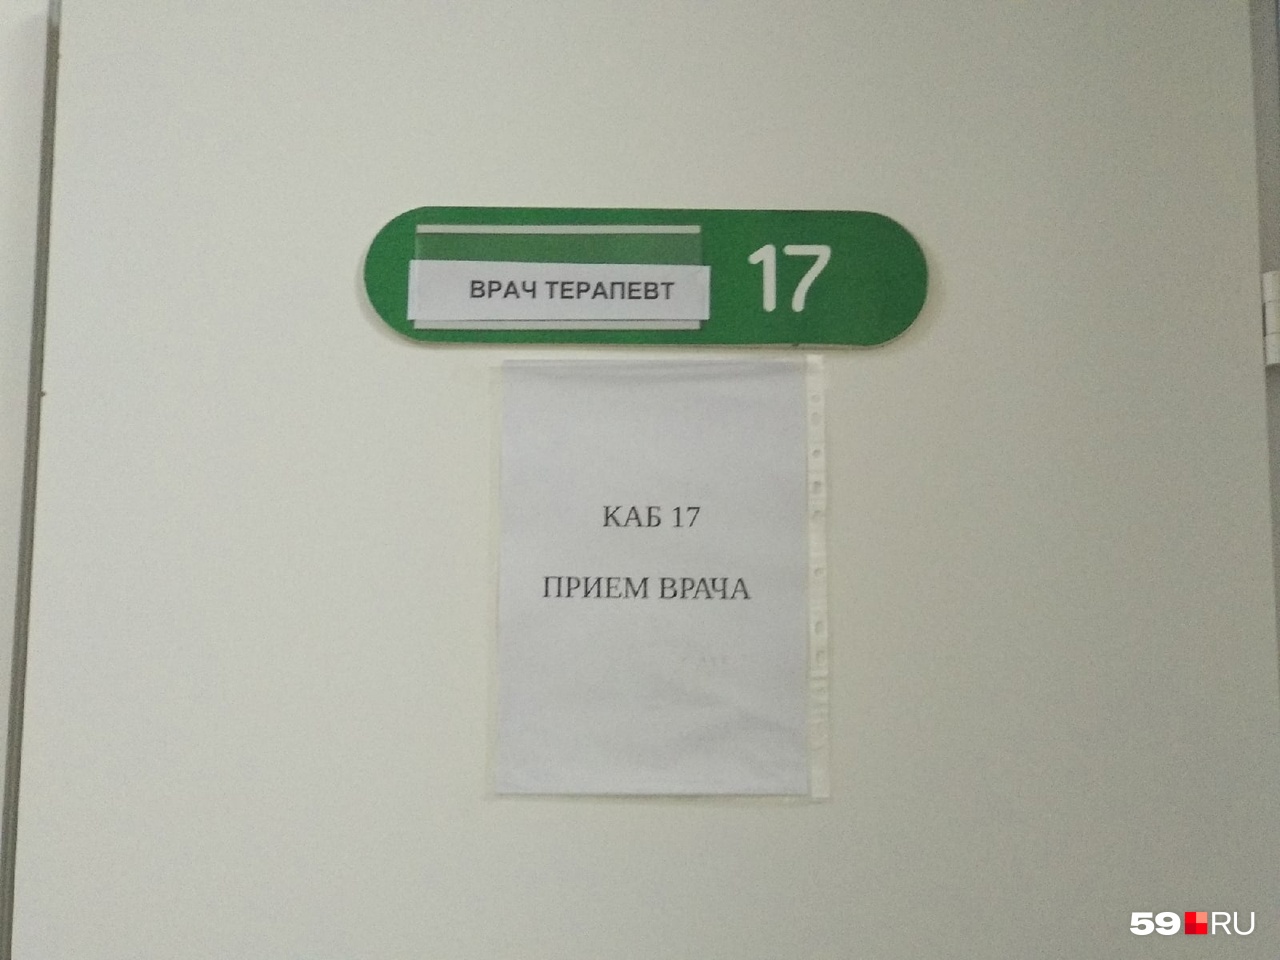 ВРАЧ ТЕРАПЕВТ 17
КАБ 17
ПРИЕМ ВРАЧА
59 RU